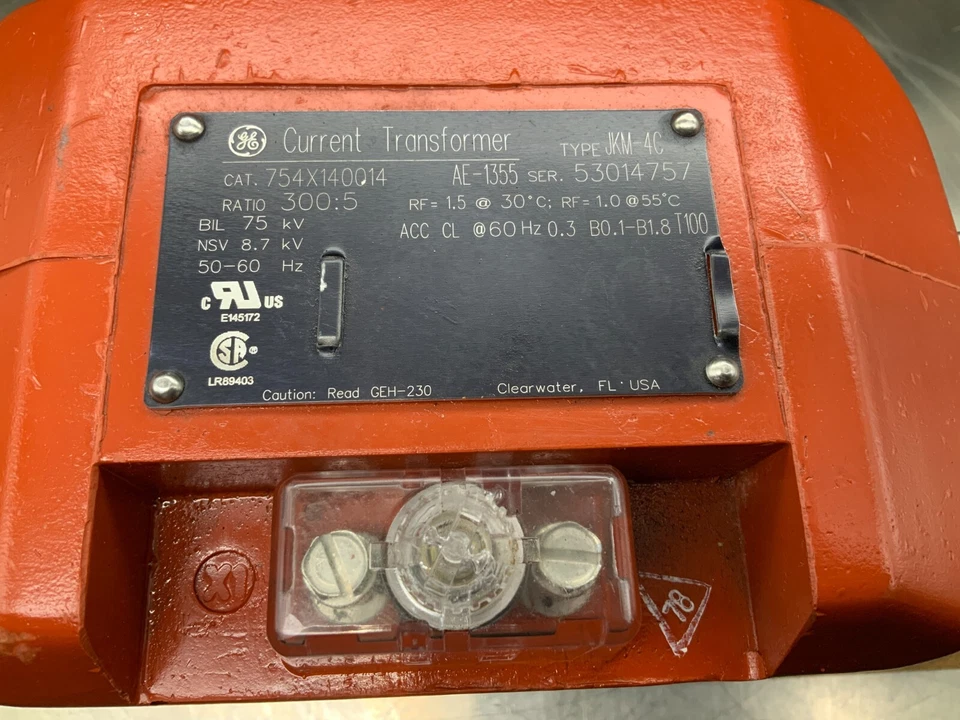 GE Current Transformer TYPE JKM-4C
CAT. 754X140014 AE-1355 SER. 53014757
RATIO 300:5 RF= 1.5 @ 30°C; RF= 1.0 @55°C
BIL 75 kV ACC CL @60 Hz 0.3 B0.1-B1.8 T100
NSV 8.7 kV
50-60 Hz
c RU US
E145172
CSA ®
LR89403
Caution: Read GEH-230 Clearwater, FL USA
X1
78